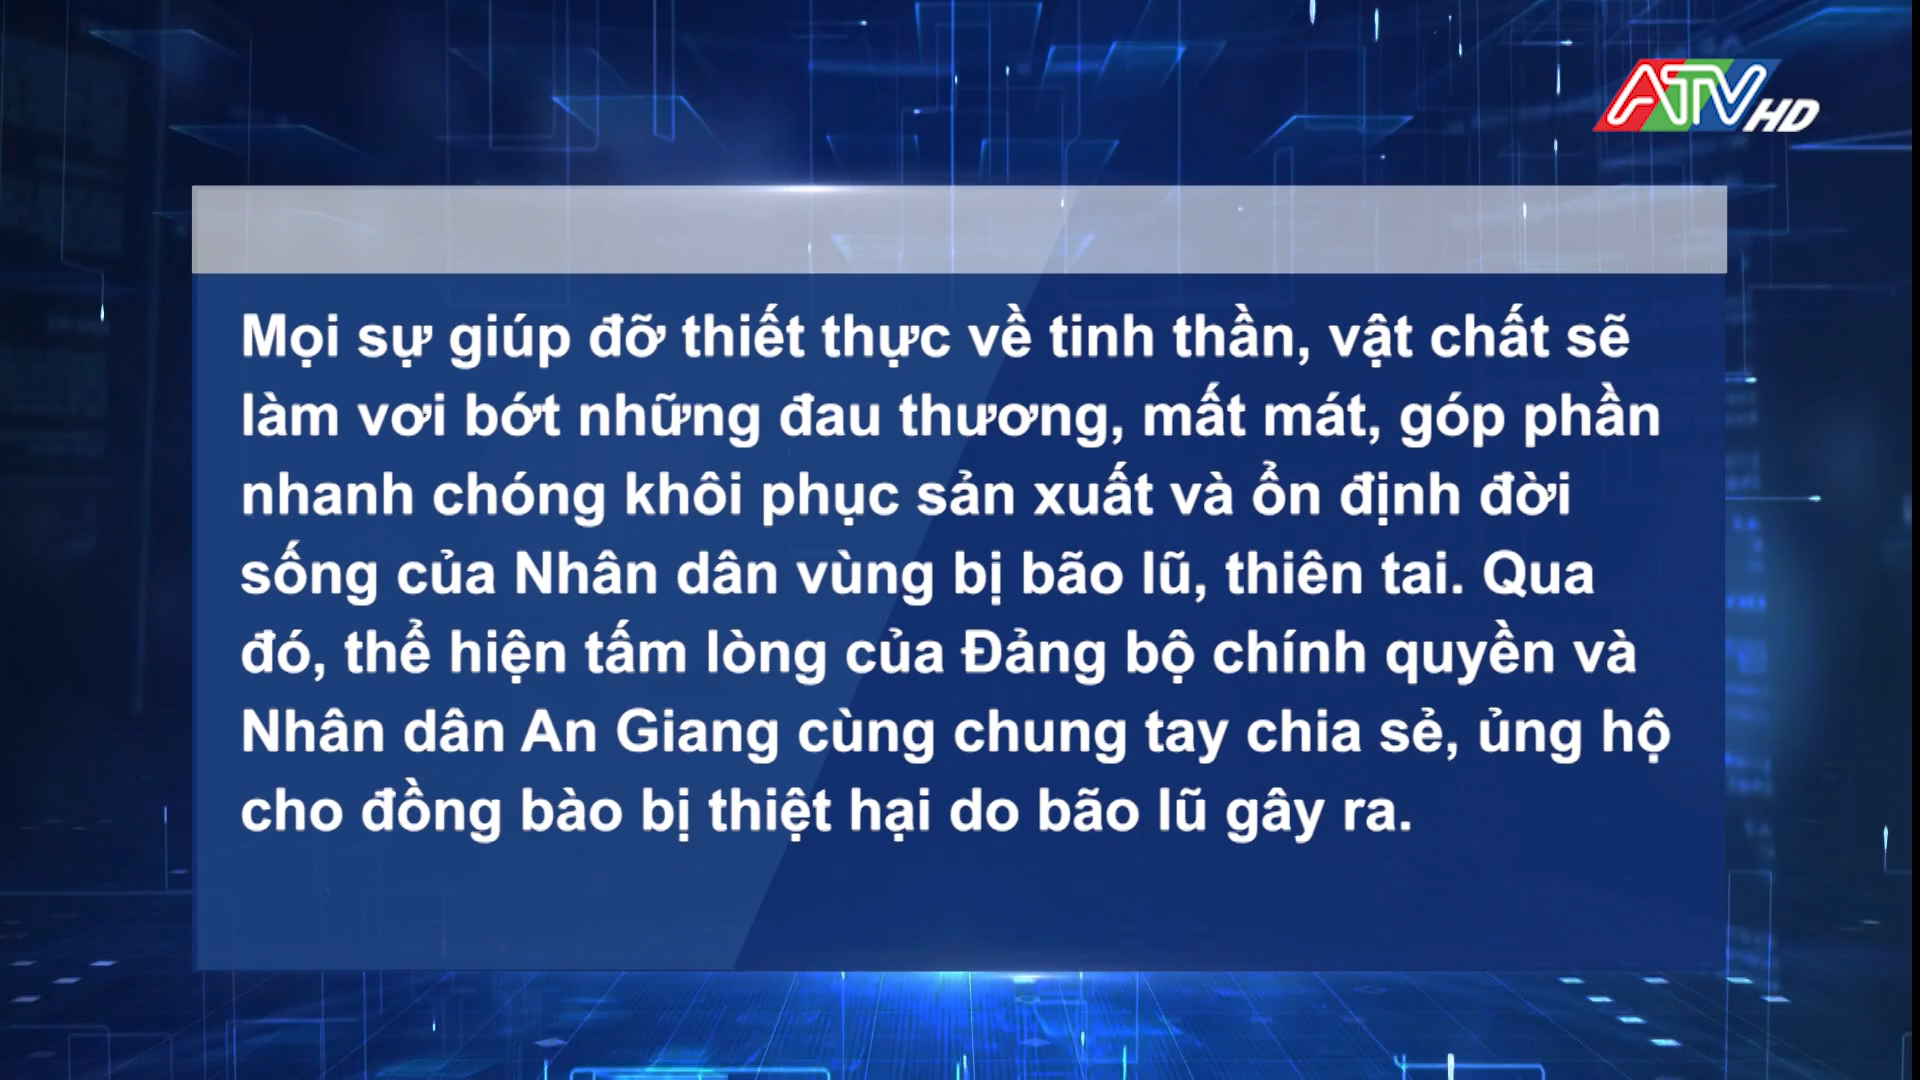 ATV HD
Mọi sự giúp đỡ thiết thực về tinh thần, vật chất sẽ
làm vơi bớt những đau thương, mất mát, góp phần
nhanh chóng khôi phục sản xuất và ổn định đời
sống của Nhân dân vùng bị bão lũ, thiên tai. Qua
đó, thể hiện tấm lòng của Đảng bộ chính quyền và
Nhân dân An Giang cùng chung tay chia sẻ, ủng hộ
cho đồng bào bị thiệt hại do bão lũ gây ra.